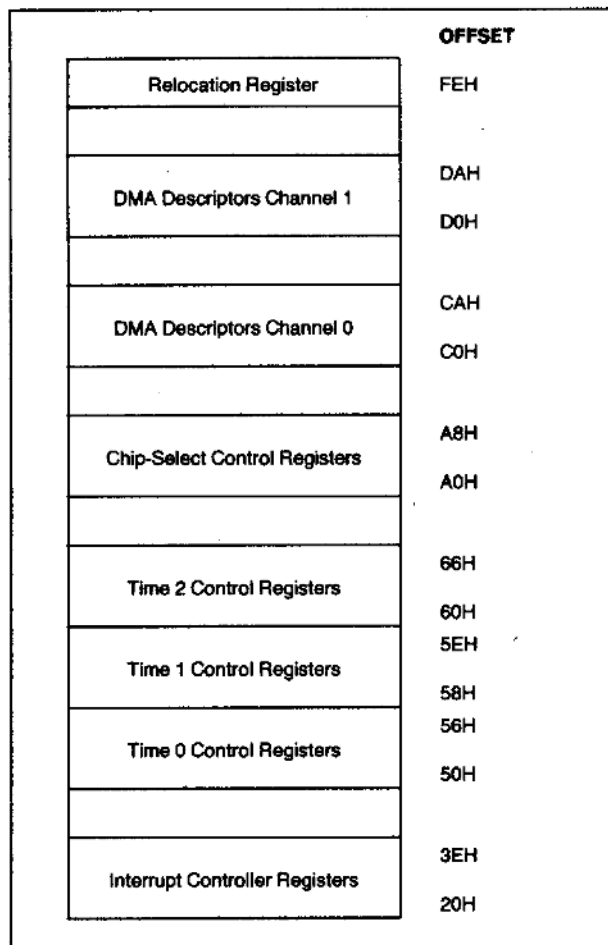 OFFSET
Relocation Register FEH
DAH
DMA Descriptors Channel 1
D0H
CAH
DMA Descriptors Channel 0
C0H
A8H
Chip-Select Control Registers
A0H
66H
Time 2 Control Registers
60H
5EH
Time 1 Control Registers
58H
56H
Time 0 Control Registers
50H
3EH
Interrupt Controller Registers
20H